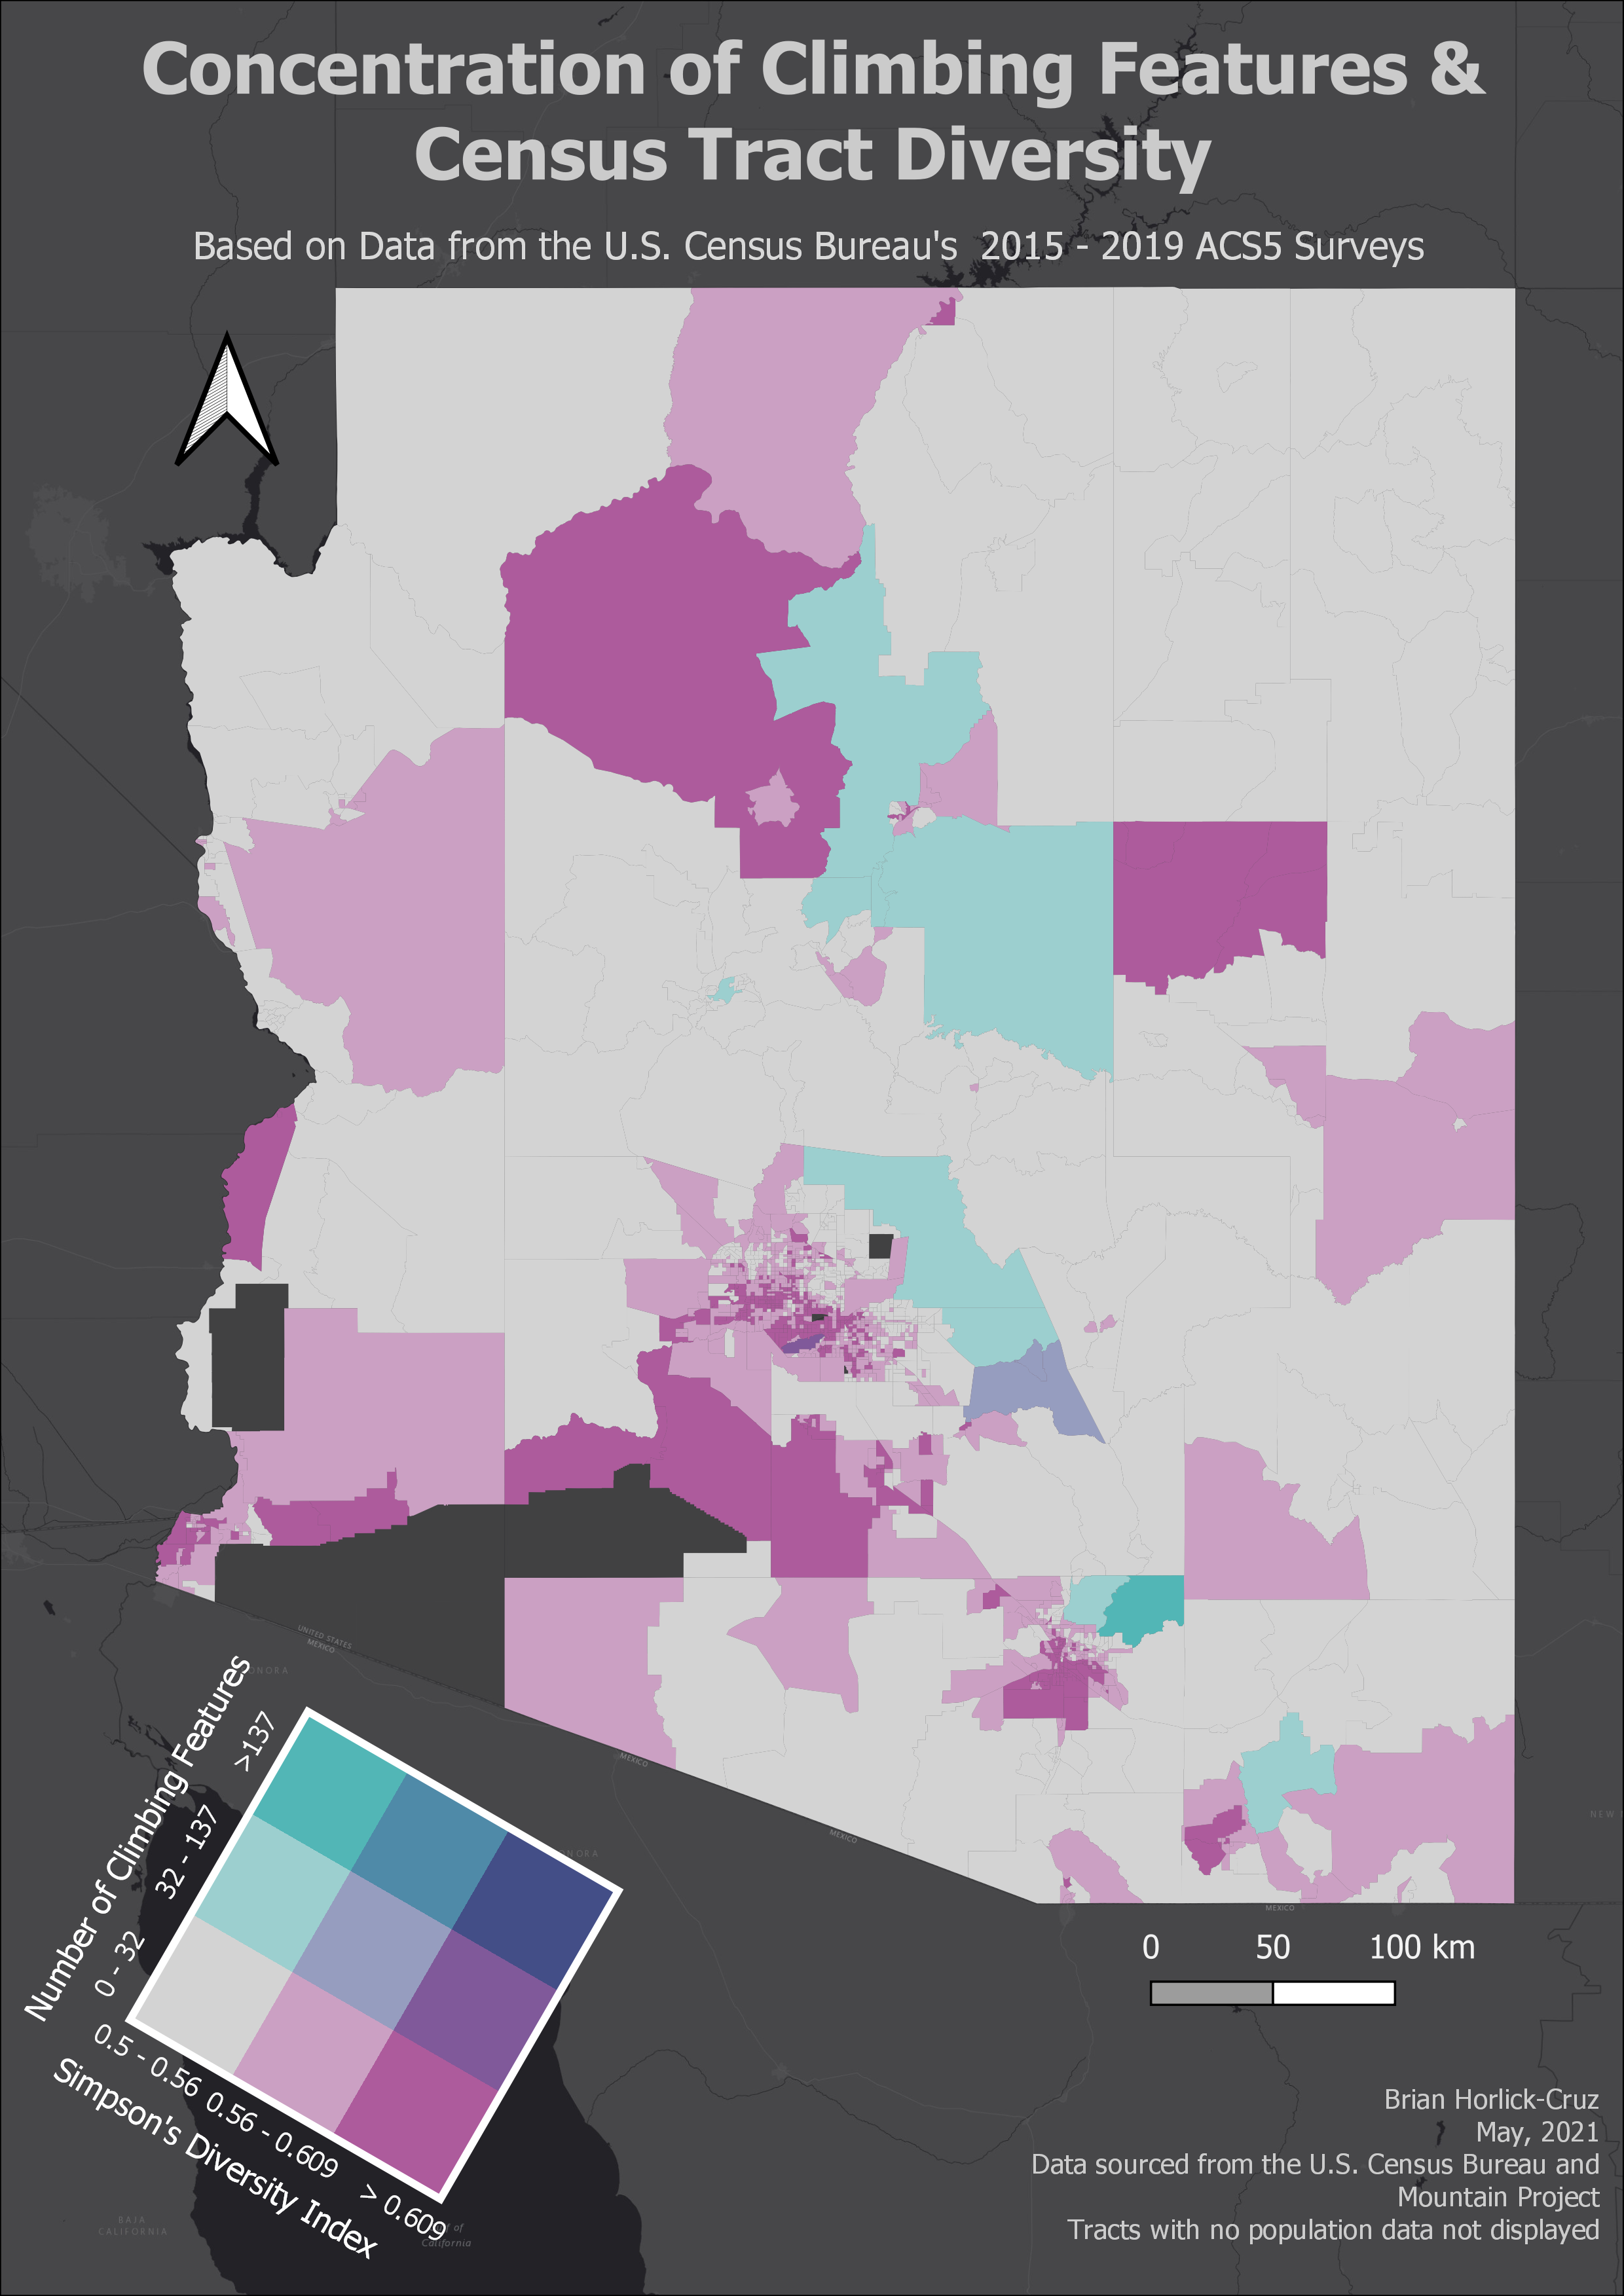 Concentration of Climbing Features &
Census Tract Diversity
Based on Data from the U.S. Census Bureau's 2015 - 2019 ACS5 Surveys
UNITED STATES
MEXICO
MEXICO
MEXICO
MEXICO
Number of Climbing Features
>137
32 - 137
0 - 32
0.5 - 0.56
0.56 - 0.609
> 0.609
Simpson's Diversity Index
BAJA
CALIFORNIA
of
California
0 50 100 km
Brian Horlick-Cruz
May, 2021
Data sourced from the U.S. Census Bureau and
Mountain Project
Tracts with no population data not displayed